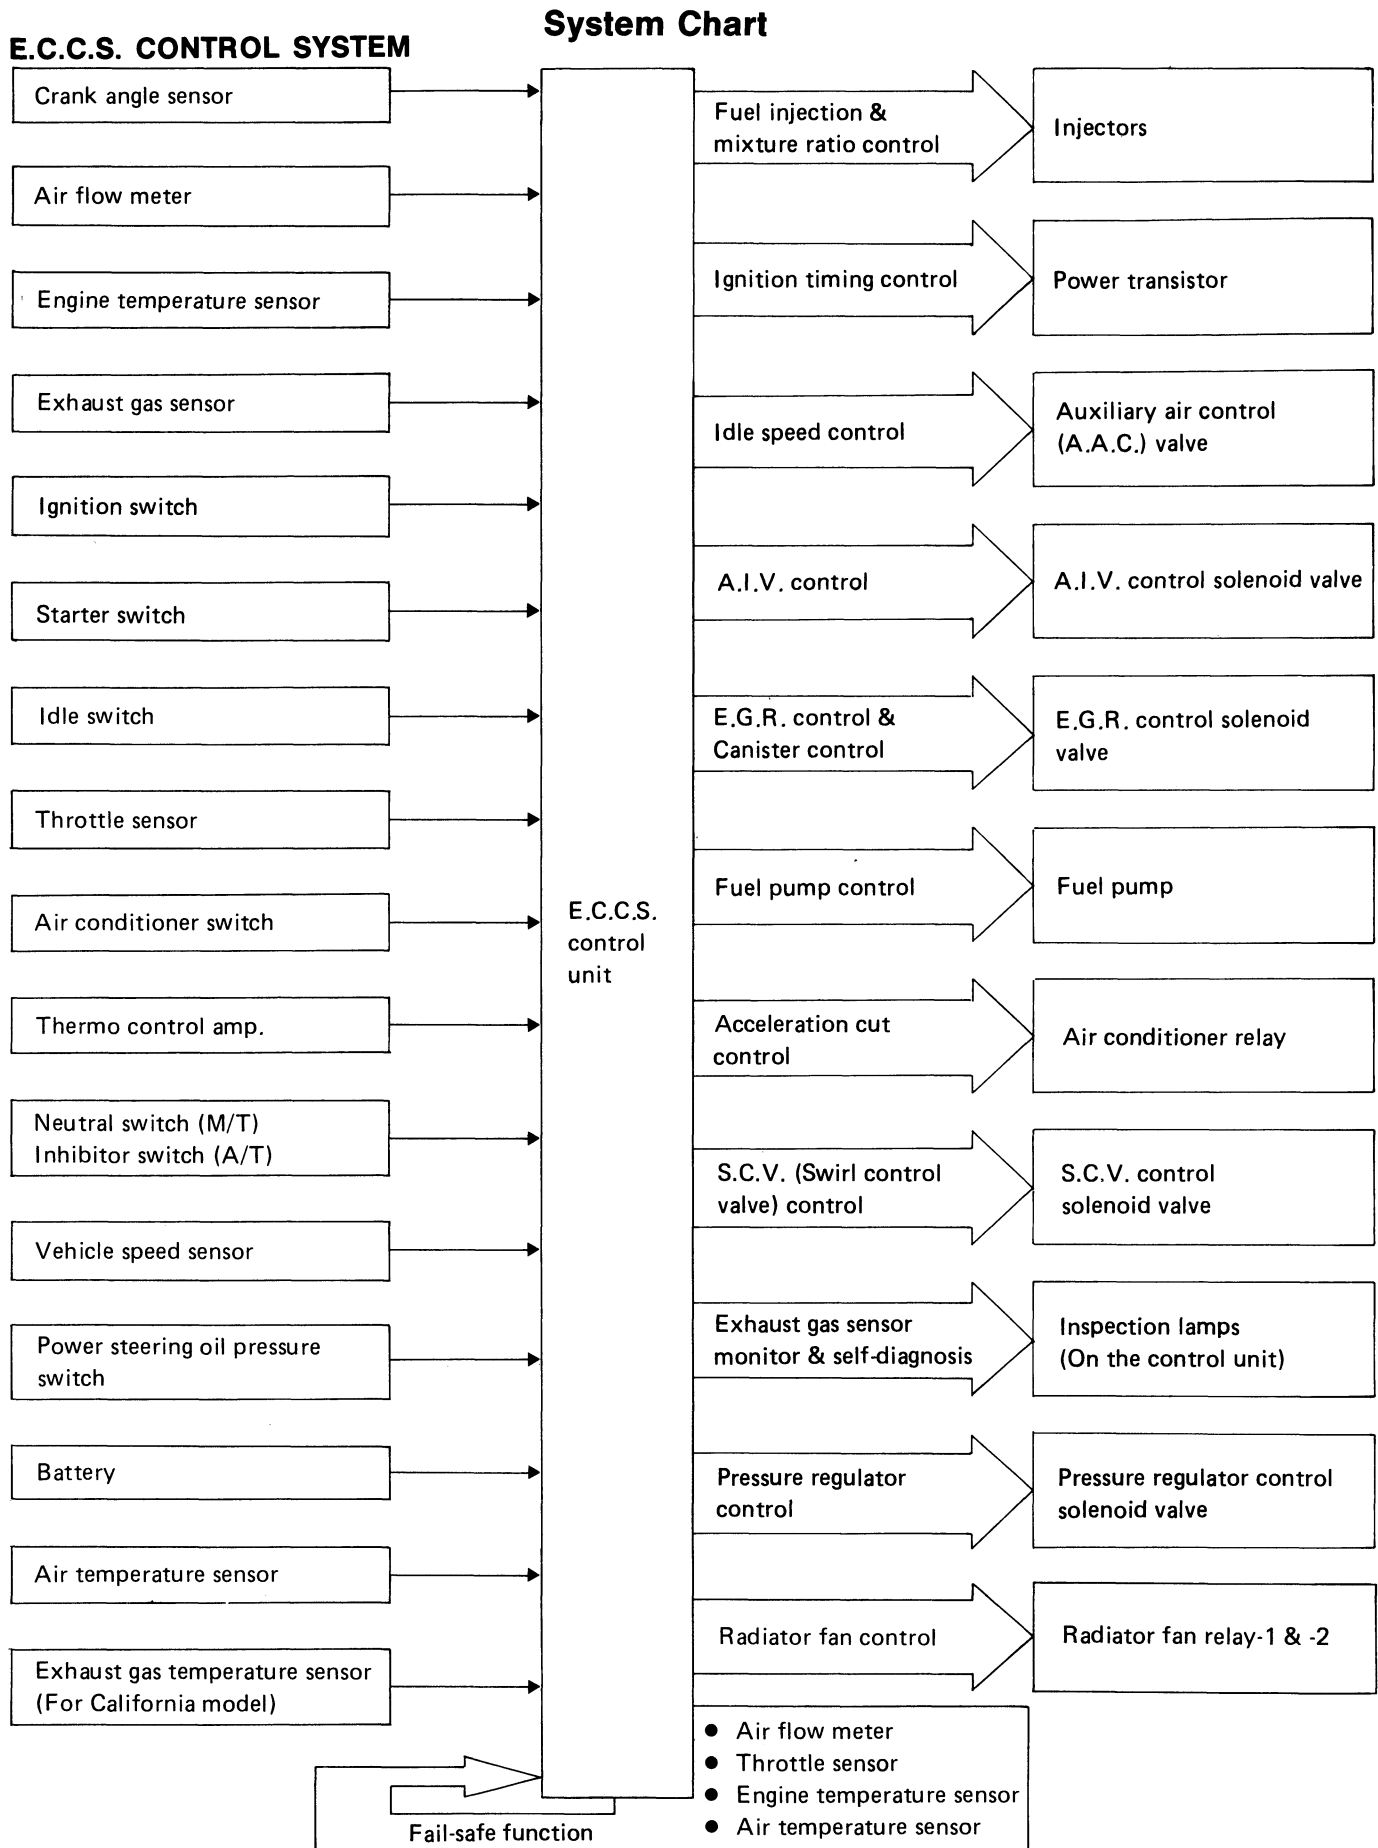 System Chart
E.C.C.S. CONTROL SYSTEM
Crank angle sensor
Air flow meter
Engine temperature sensor
Exhaust gas sensor
Ignition switch
Starter switch
Idle switch
Throttle sensor
Air conditioner switch
Thermo control amp.
Neutral switch (M/T)
Inhibitor switch (A/T)
Vehicle speed sensor
Power steering oil pressure
switch
Battery
Air temperature sensor
Exhaust gas temperature sensor
(For California model)
Fail-safe function
E.C.C.S.
control
unit
Fuel injection &
mixture ratio control
Injectors
Ignition timing control
Power transistor
Idle speed control
Auxiliary air control
(A.A.C.) valve
A.I.V. control
A.I.V. control solenoid valve
E.G.R. control &
Canister control
E.G.R. control solenoid
valve
Fuel pump control
Fuel pump
Acceleration cut
control
Air conditioner relay
S.C.V. (Swirl control
valve) control
S.C.V. control
solenoid valve
Exhaust gas sensor
monitor & self-diagnosis
Inspection lamps
(On the control unit)
Pressure regulator
control
Pressure regulator control
solenoid valve
Radiator fan control
Radiator fan relay-1 & -2
● Air flow meter
● Throttle sensor
● Engine temperature sensor
● Air temperature sensor